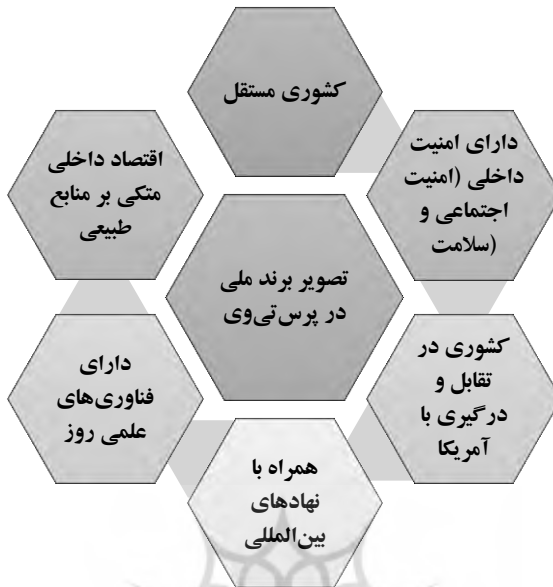 کشوری مستقل
دارای امنیت
داخلی (امنیت
اجتماعی و
سلامت)
کشوری در
تقابل و
درگیری با
آمریکا
همراه با
نهادهای
بین‌المللی
دارای
فناوری‌های
علمی روز
اقتصاد داخلی
متکی بر منابع
طبیعی
تصویر برند ملی
در پرس‌تی‌وی